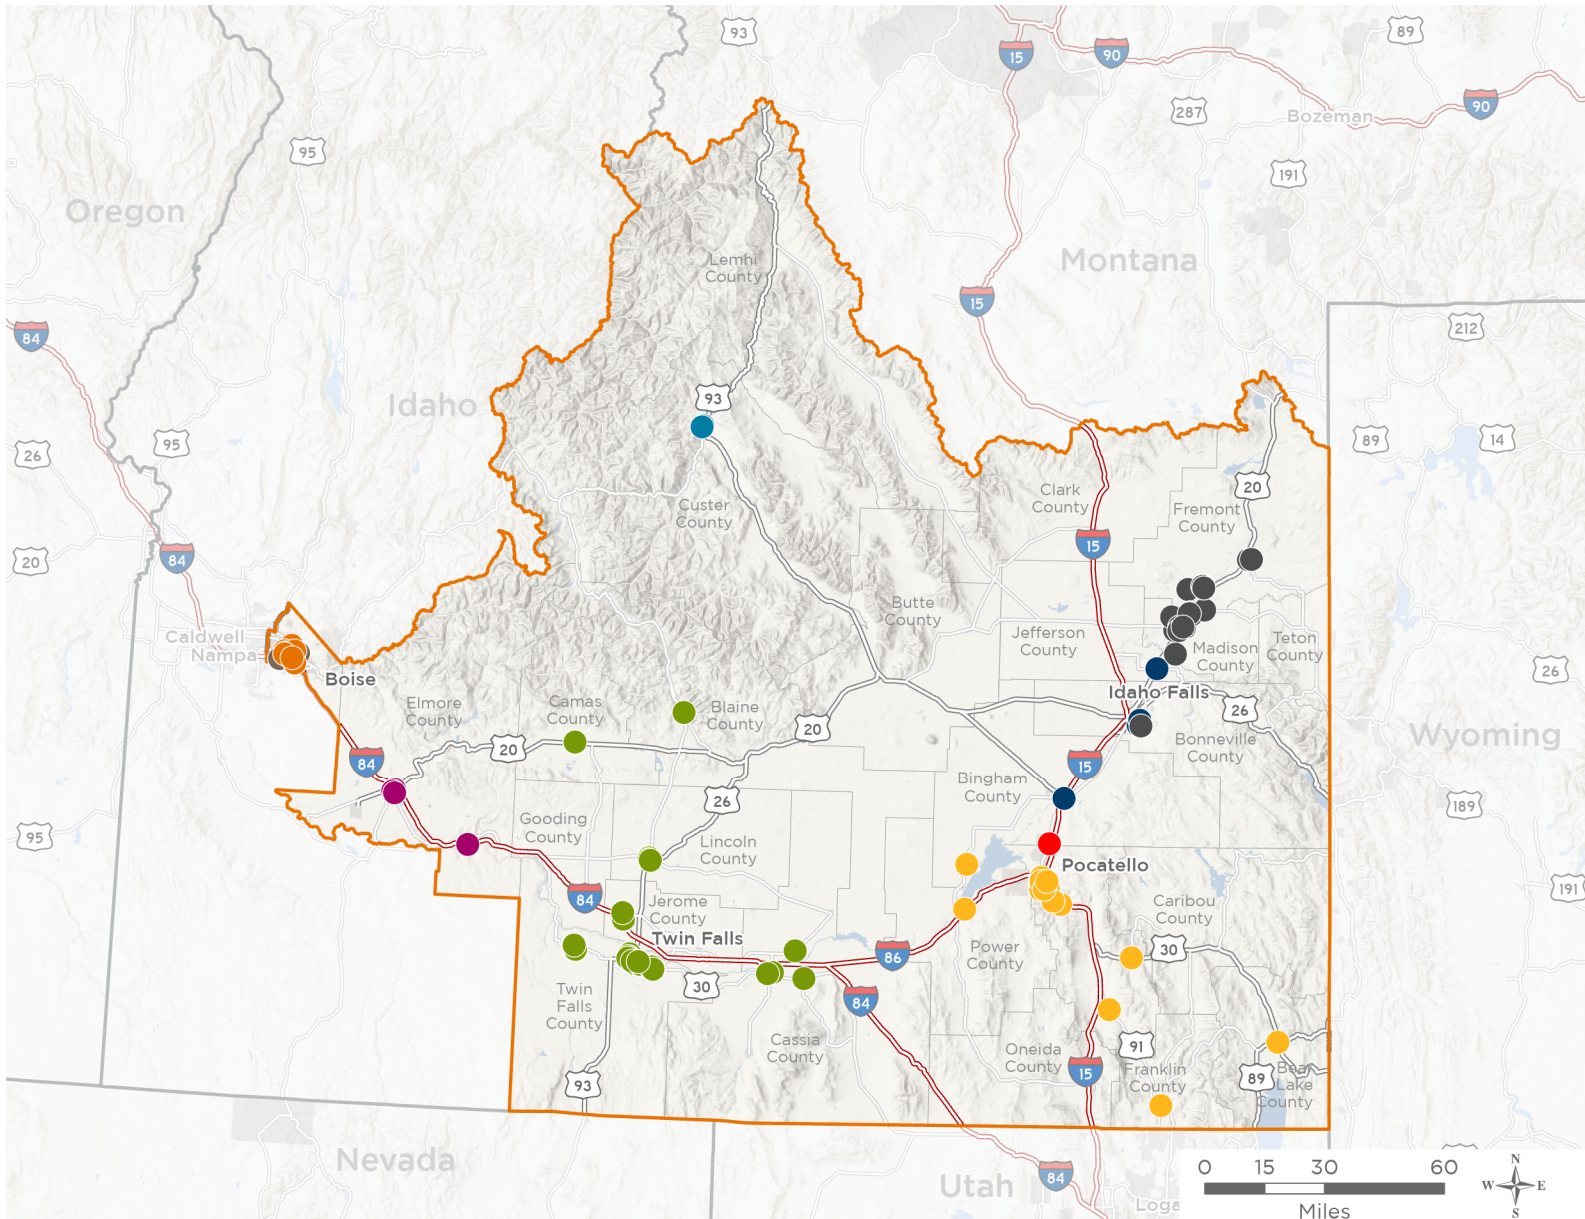 93
89
15
90
90
287
Bozeman
95
191
Oregon
Montana
Lemhi
County
15
212
84
93
Idaho
95
89
14
26
20
Clark
County
Fremont
County
Custer
County
15
84
20
Butte
County
Jefferson
County
Caldwell
Nampa
Madison
County
Teton
County
26
Boise
Idaho Falls
Elmore
County
Camas
County
Blaine
County
26
20
20
Wyoming
Bonneville
County
84
15
Bingham
County
26
189
Gooding
County
95
Lincoln
County
Pocatello
191
84
Jerome
County
Caribou
County
Twin Falls
86
Power
County
30
30
Twin
Falls
County
84
Cassia
County
Oneida
County
91
15
Franklin
County
93
89
Bear
Lake
County
Nevada
Utah
84
Loga
0 15 30 60
Miles
N
W E
S